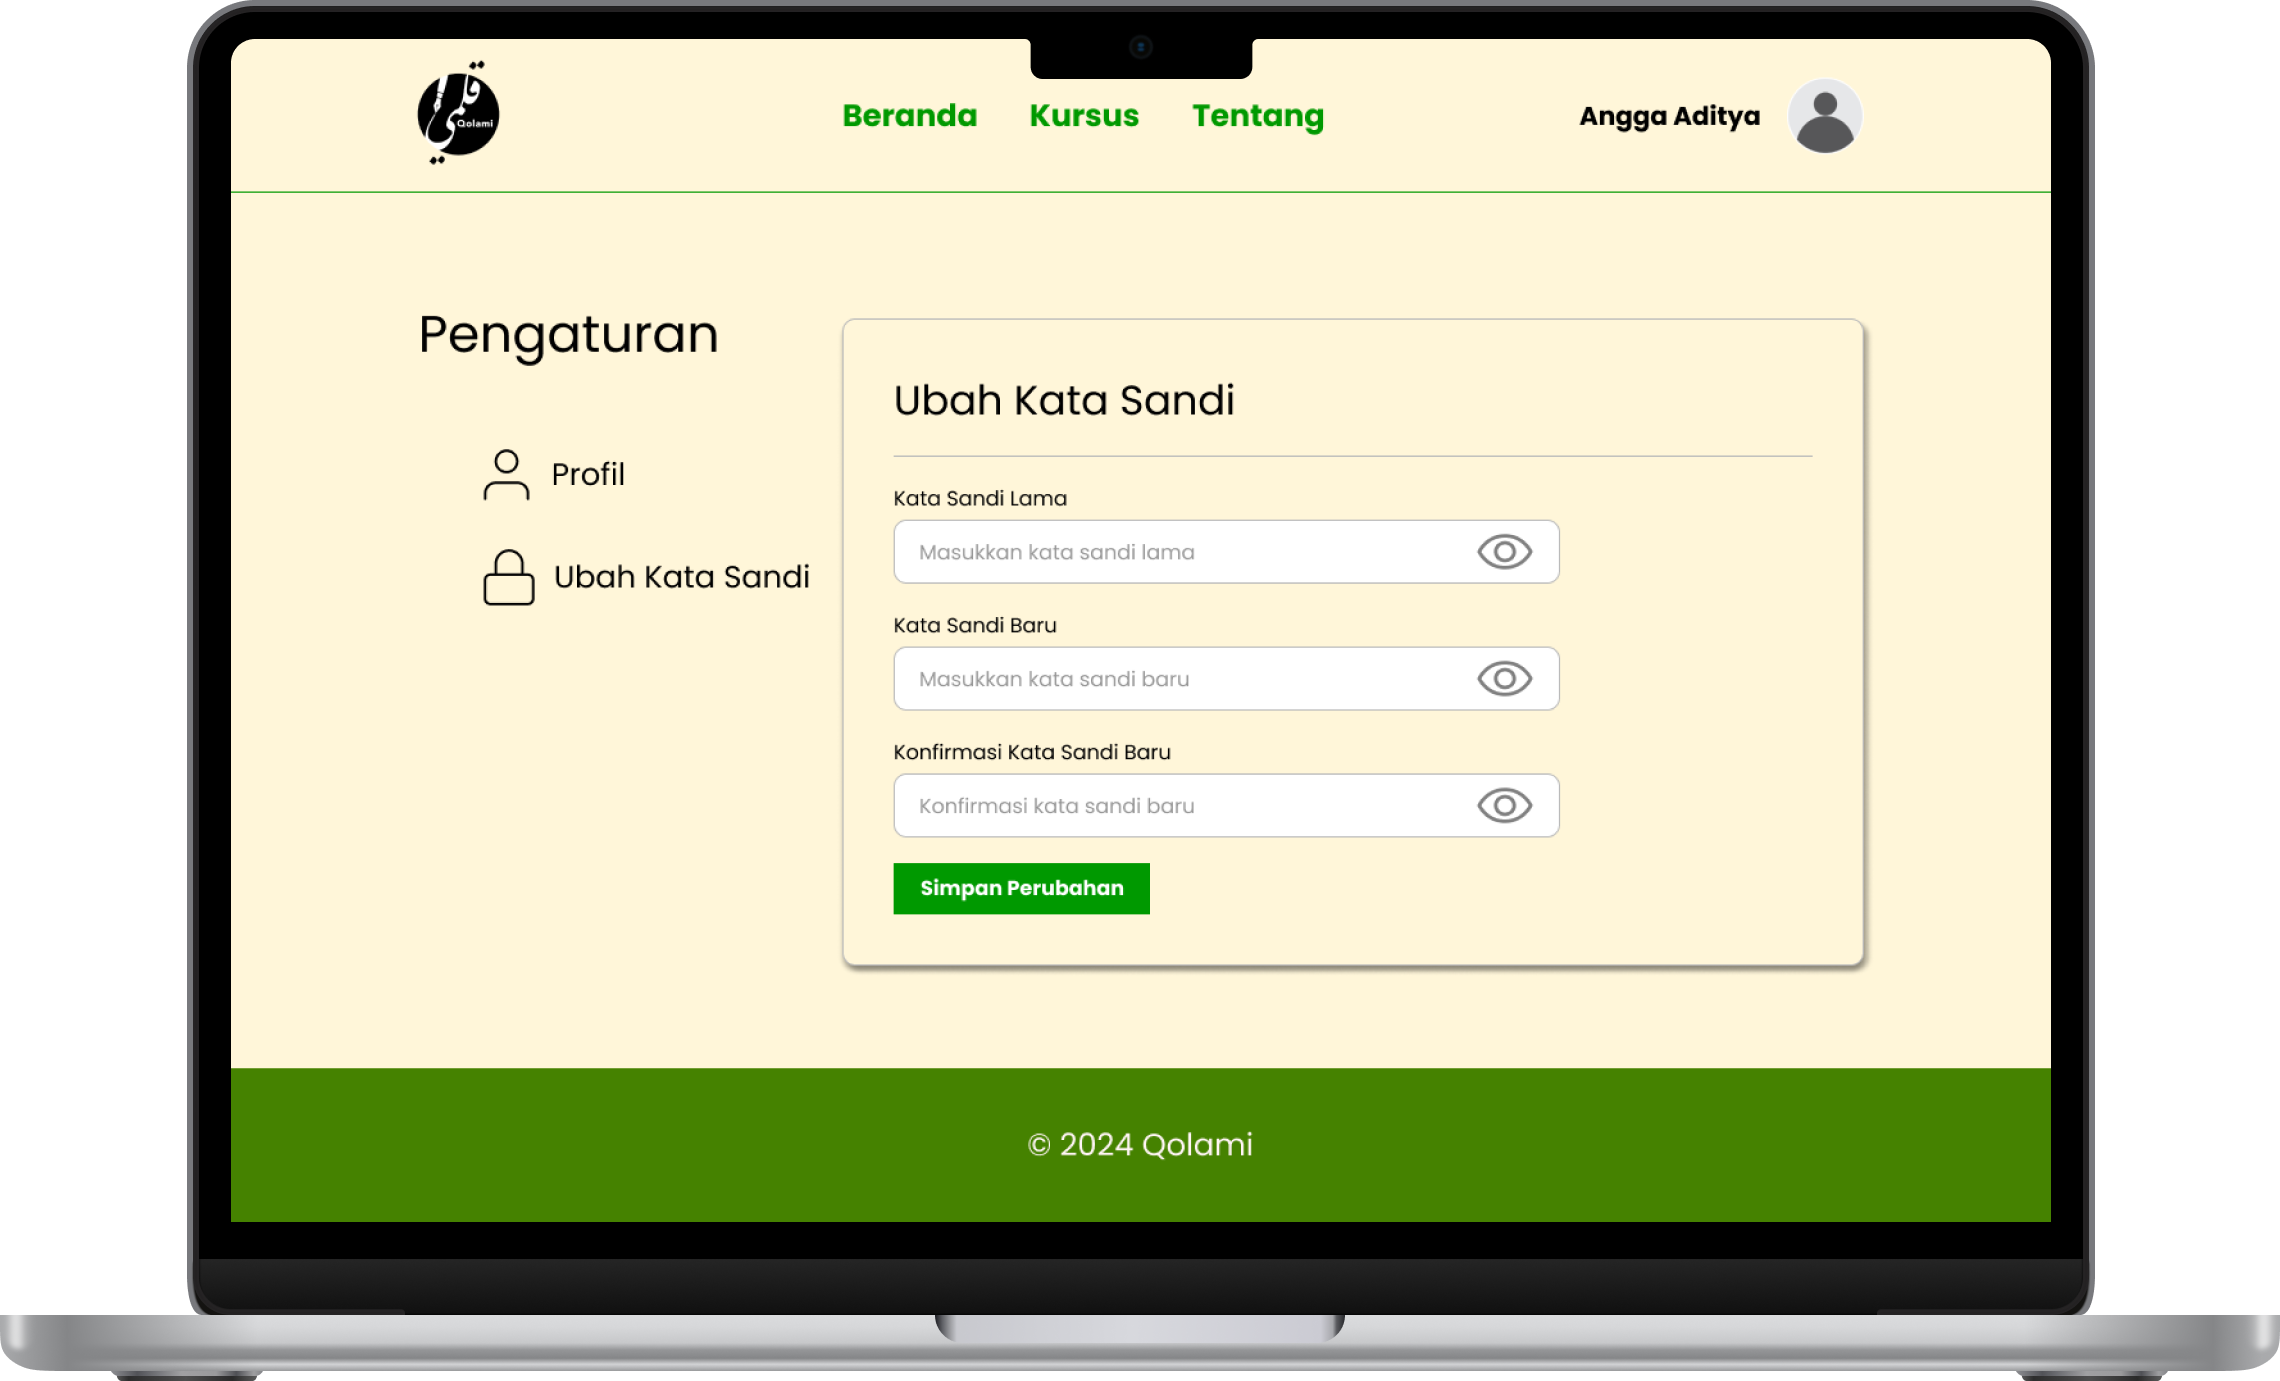 قلمي
Qolami
Beranda Kursus Tentang
Angga Aditya
Pengaturan
Profil
Ubah Kata Sandi
Ubah Kata Sandi
Kata Sandi Lama
Masukkan kata sandi lama
Kata Sandi Baru
Masukkan kata sandi baru
Konfirmasi Kata Sandi Baru
Konfirmasi kata sandi baru
Simpan Perubahan
© 2024 Qolami